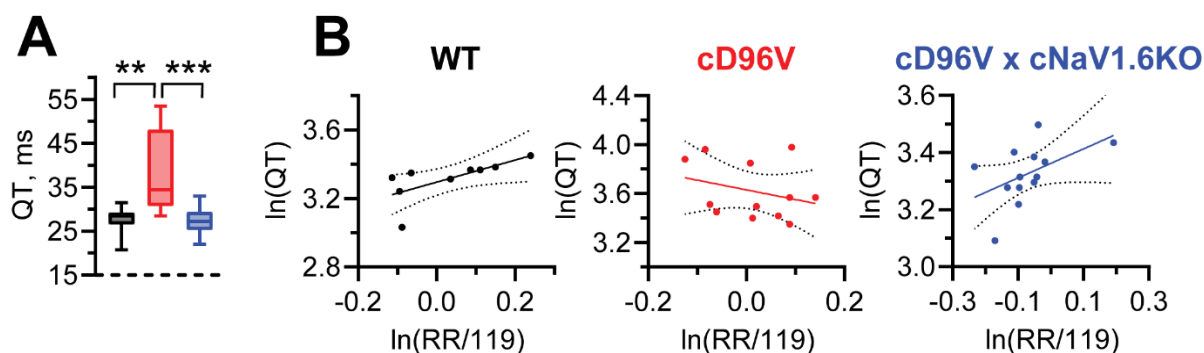 A
** ***
QT, ms
55
45
35
25
15
B
WT
ln(QT)
3.6
3.2
2.8
-0.2 0.0 0.2
ln(RR/119)
cD96V
ln(QT)
4.4
4.0
3.6
3.2
-0.2 0.0 0.2
ln(RR/119)
cD96V x cNaV1.6KO
ln(QT)
3.6
3.4
3.2
3.0
-0.3 -0.1 0.1 0.3
ln(RR/119)